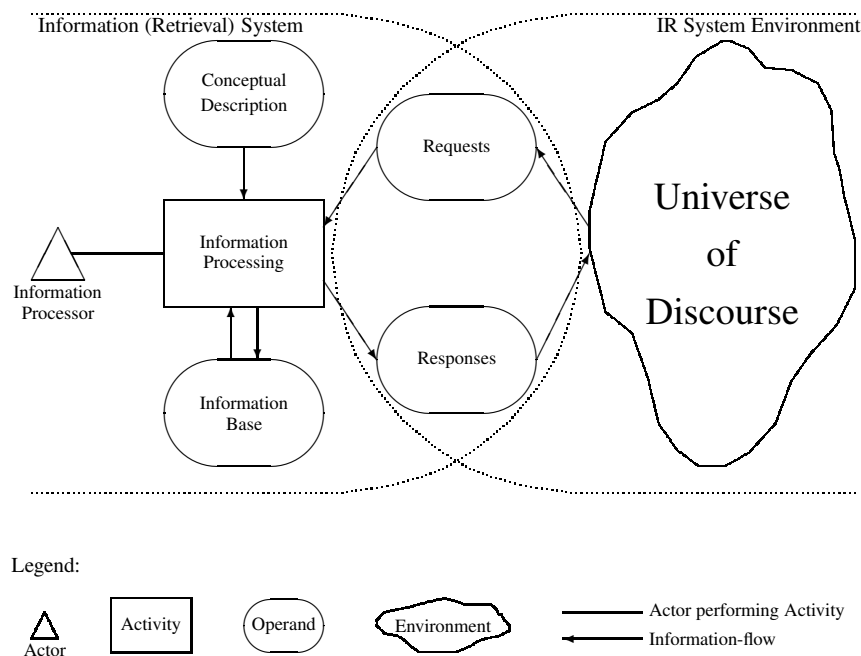 Information (Retrieval) System
IR System Environment
Conceptual
Description
Requests
Universe
of
Discourse
Information
Processing
Information
Processor
Responses
Information
Base
Legend:
Actor
Activity
Operand
Environment
Actor performing Activity
Information-flow